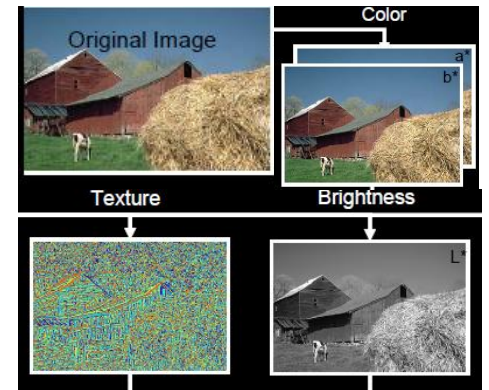 Original Image
Color
a*
b*
Texture
Brightness
L*